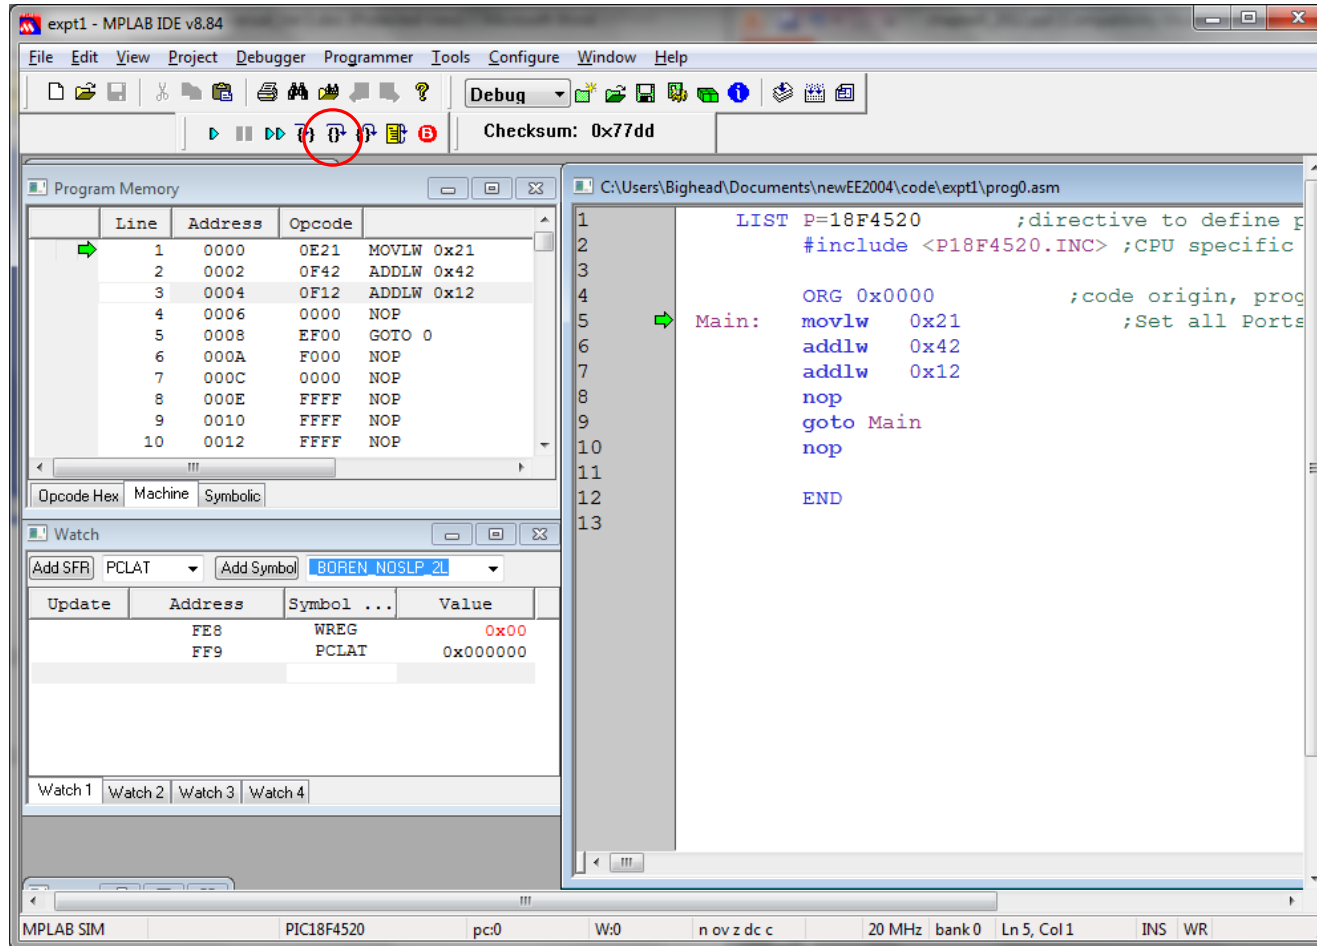 expt1 - MPLAB IDE v8.84
File Edit View Project Debugger Programmer Tools Configure Window Help
Debug
Checksum: 0x77dd
Program Memory
Line Address Opcode
1 0000 0E21 MOVLW 0x21
2 0002 0F42 ADDLW 0x42
3 0004 0F12 ADDLW 0x12
4 0006 0000 NOP
5 0008 EF00 GOTO 0
6 000A F000 NOP
7 000C 0000 NOP
8 000E FFFF NOP
9 0010 FFFF NOP
10 0012 FFFF NOP
Opcode Hex Machine Symbolic
Watch
Add SFR PCLAT Add Symbol _BOREN_NOSLP_2L
Update Address Symbol ... Value
FE8 WREG 0x00
FF9 PCLAT 0x000000
Watch 1 Watch 2 Watch 3 Watch 4
C:\Users\Bighead\Documents\newEE2004\code\expt1\prog0.asm
1 LIST P=18F4520 ;directive to define p
2 #include <P18F4520.INC> ;CPU specific
3
4 ORG 0x0000 ;code origin, prog
5 Main: movlw 0x21 ;Set all Ports
6 addlw 0x42
7 addlw 0x12
8 nop
9 goto Main
10 nop
11
12 END
13
MPLAB SIM PIC18F4520 pc:0 W:0 n ov z dc c 20 MHz bank 0 Ln 5, Col 1 INS WR